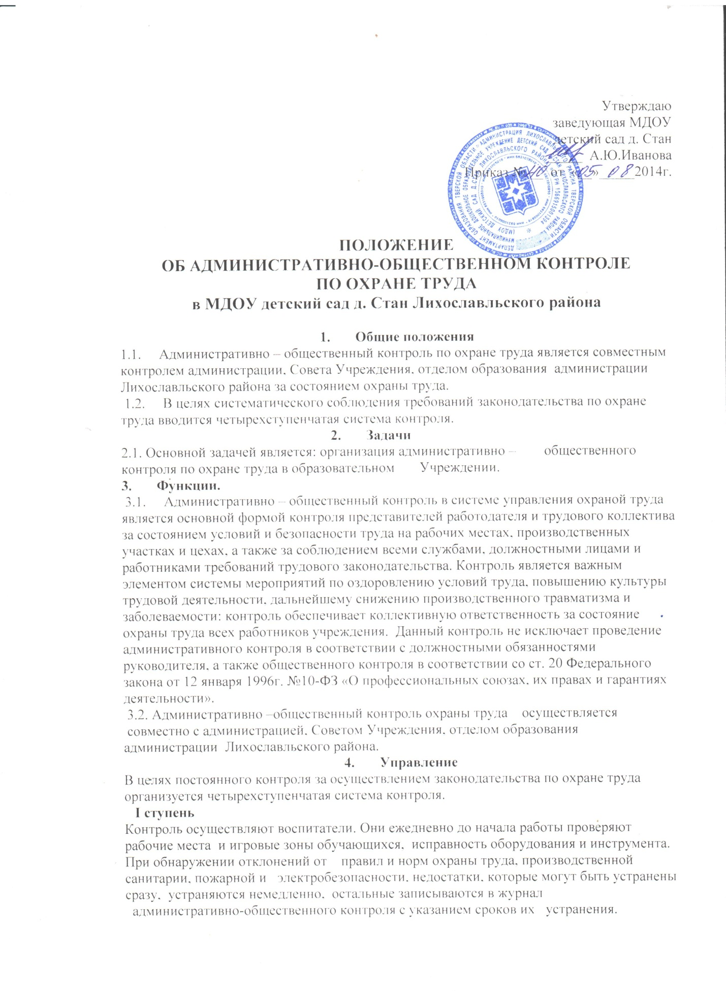 Утверждаю
заведующая МДОУ
детский сад д. Стан
А.Ю.Иванова
Приказ № 40 от «05» 08 2014г.
ПОЛОЖЕНИЕ
ОБ АДМИНИСТРАТИВНО-ОБЩЕСТВЕННОМ КОНТРОЛЕ
ПО ОХРАНЕ ТРУДА
в МДОУ детский сад д. Стан Лихославльского района
1. Общие положения
1.1. Административно – общественный контроль по охране труда является совместным
контролем администрации, Совета Учреждения, отделом образования администрации
Лихославльского района за состоянием охраны труда.
1.2. В целях систематического соблюдения требований законодательства по охране
труда вводится четырехступенчатая система контроля.
2. Задачи
2.1. Основной задачей является: организация административно – общественного
контроля по охране труда в образовательном Учреждении.
3. Функции.
3.1. Административно – общественный контроль в системе управления охраной труда
является основной формой контроля представителей работодателя и трудового коллектива
за состоянием условий и безопасности труда на рабочих местах, производственных
участках и цехах, а также за соблюдением всеми службами, должностными лицами и
работниками требований трудового законодательства. Контроль является важным
элементом системы мероприятий по оздоровлению условий труда, повышению культуры
трудовой деятельности, дальнейшему снижению производственного травматизма и
заболеваемости: контроль обеспечивает коллективную ответственность за состояние
охраны труда всех работников учреждения. Данный контроль не исключает проведение
административного контроля в соответствии с должностными обязанностями
руководителя, а также общественного контроля в соответствии со ст. 20 Федерального
закона от 12 января 1996г. №10-ФЗ «О профессиональных союзах, их правах и гарантиях
деятельности».
3.2. Административно –общественный контроль охраны труда осуществляется
совместно с администрацией, Советом Учреждения, отделом образования
администрации Лихославльского района.
4. Управление
В целях постоянного контроля за осуществлением законодательства по охране труда
организуется четырехступенчатая система контроля.
I ступень
Контроль осуществляют воспитатели. Они ежедневно до начала работы проверяют
рабочие места и игровые зоны обучающихся, исправность оборудования и инструмента.
При обнаружении отклонений от правил и норм охраны труда, производственной
санитарии, пожарной и электробезопасности, недостатки, которые могут быть устранены
сразу, устраняются немедленно, остальные записываются в журнал
административно-общественного контроля с указанием сроков их устранения.